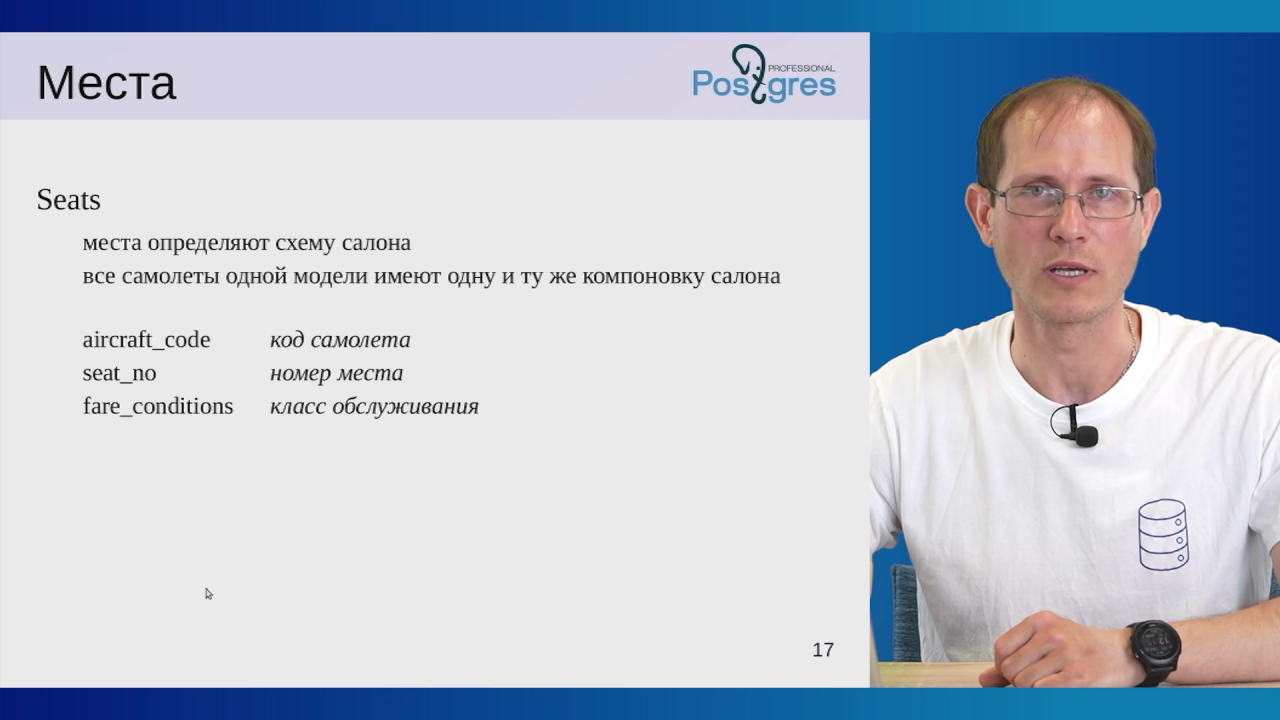 Места
PROFESSIONAL
Postgres
Seats
места определяют схему салона
все самолеты одной модели имеют одну и ту же компоновку салона
aircraft_code код самолета
seat_no номер места
fare_conditions класс обслуживания
17